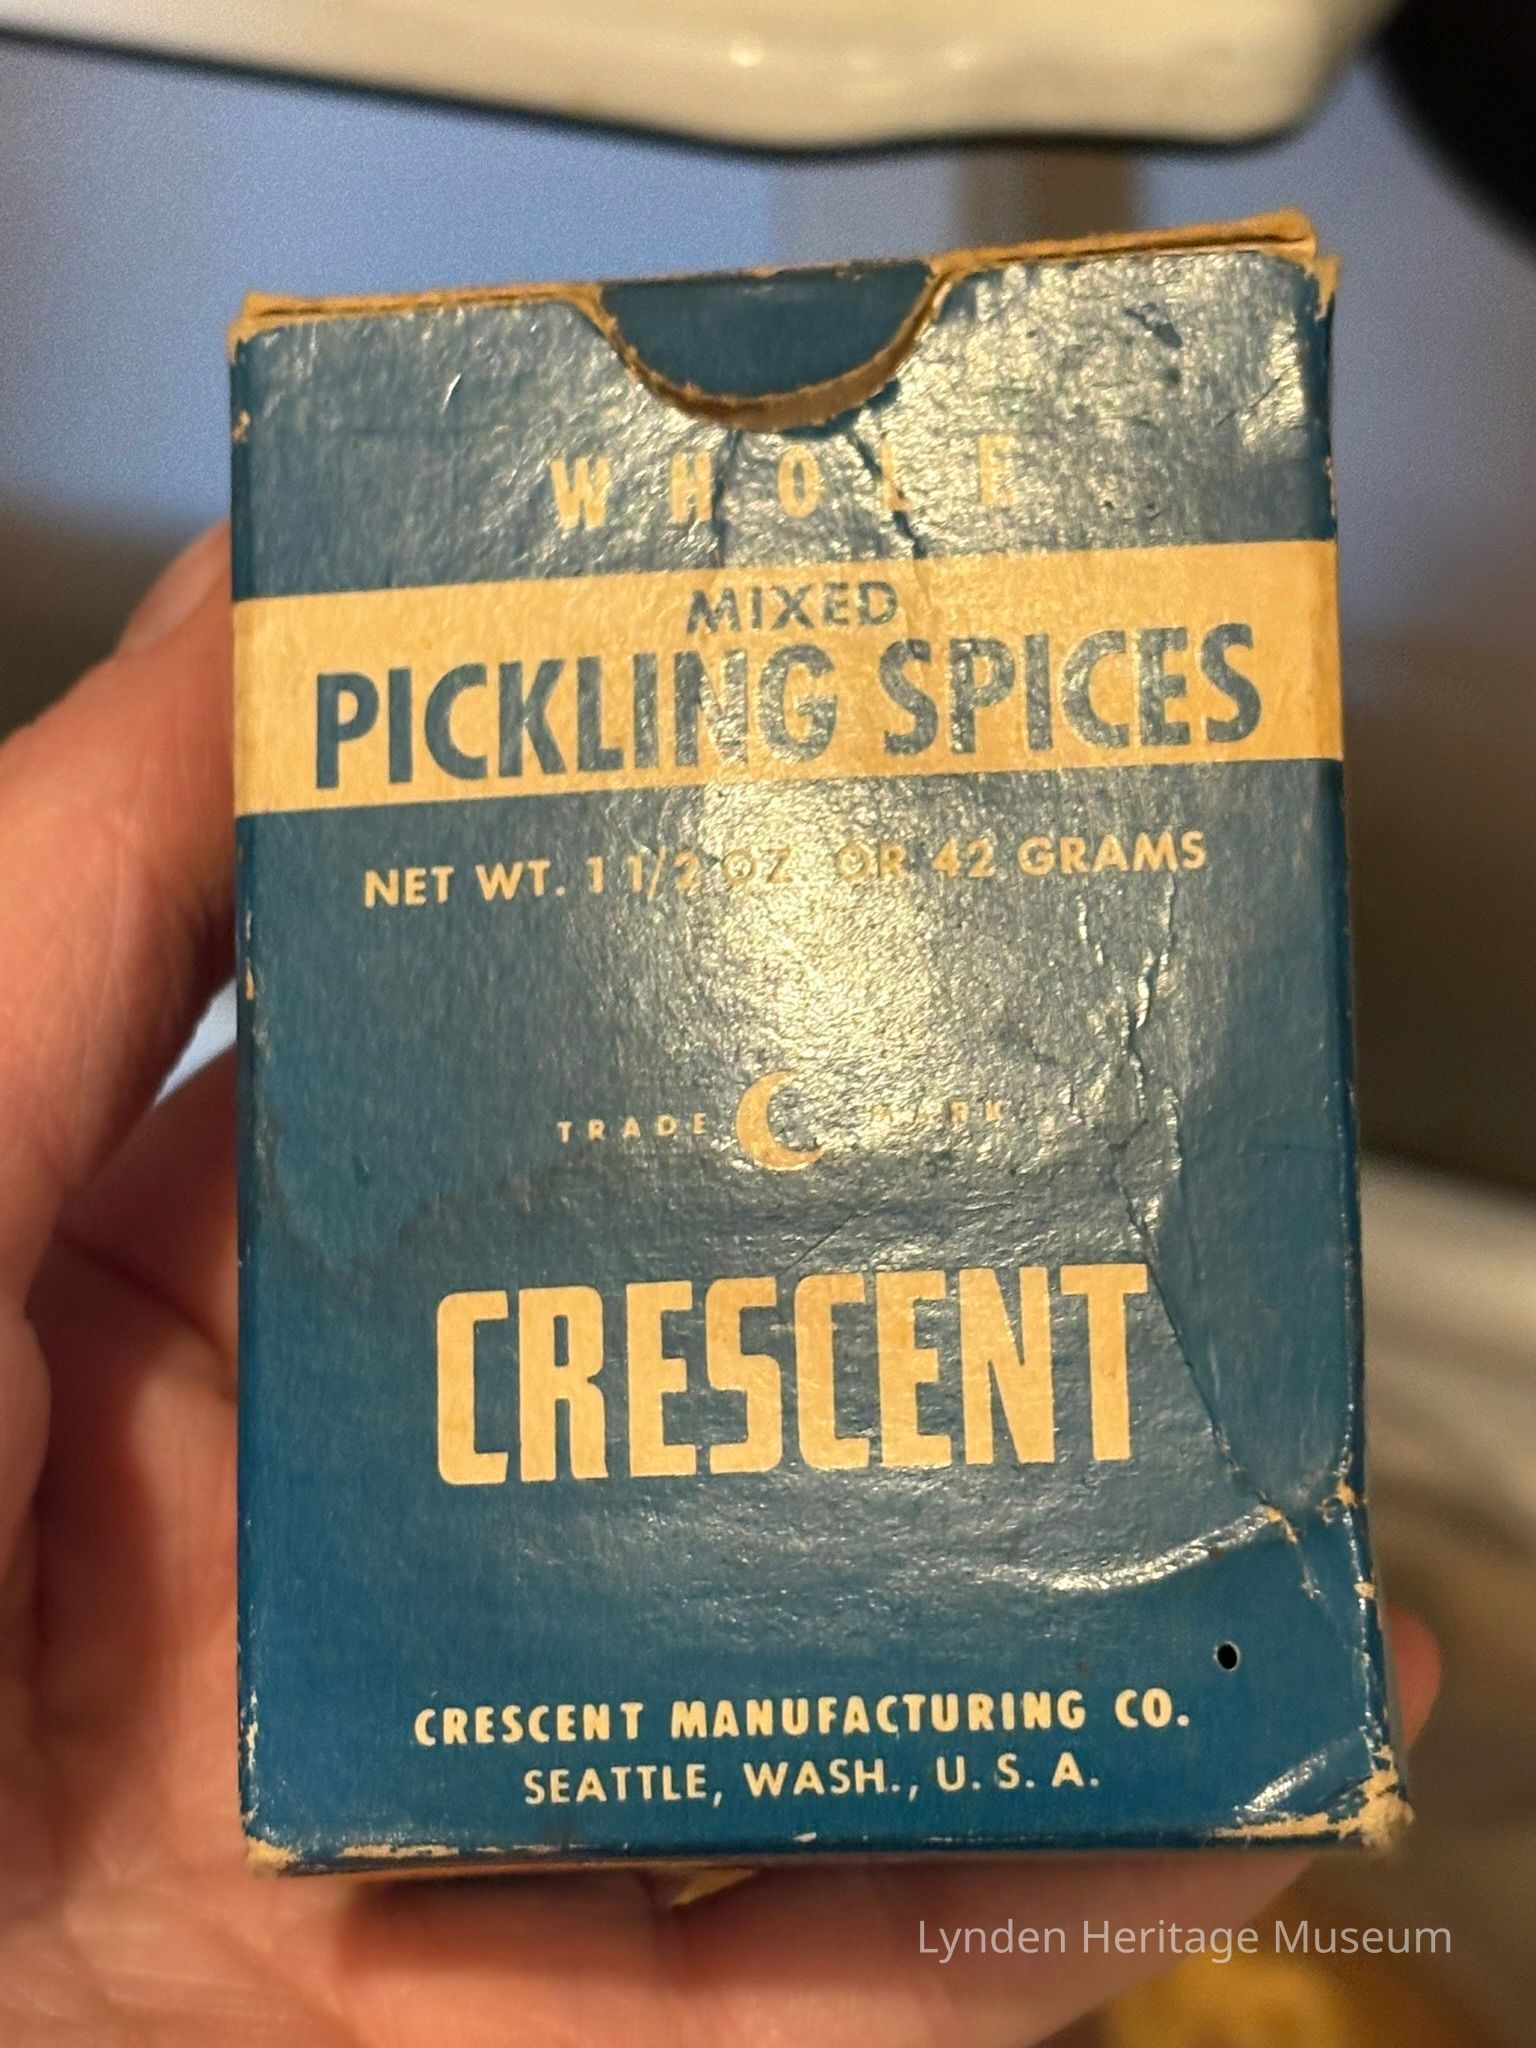 WHOLE
MIXED
PICKLING SPICES
NET WT. 1 1/2 OZ. OR 42 GRAMS
TRADE MARK
CRESCENT
CRESCENT MANUFACTURING CO.
SEATTLE, WASH., U. S. A.
Lynden Heritage Museum